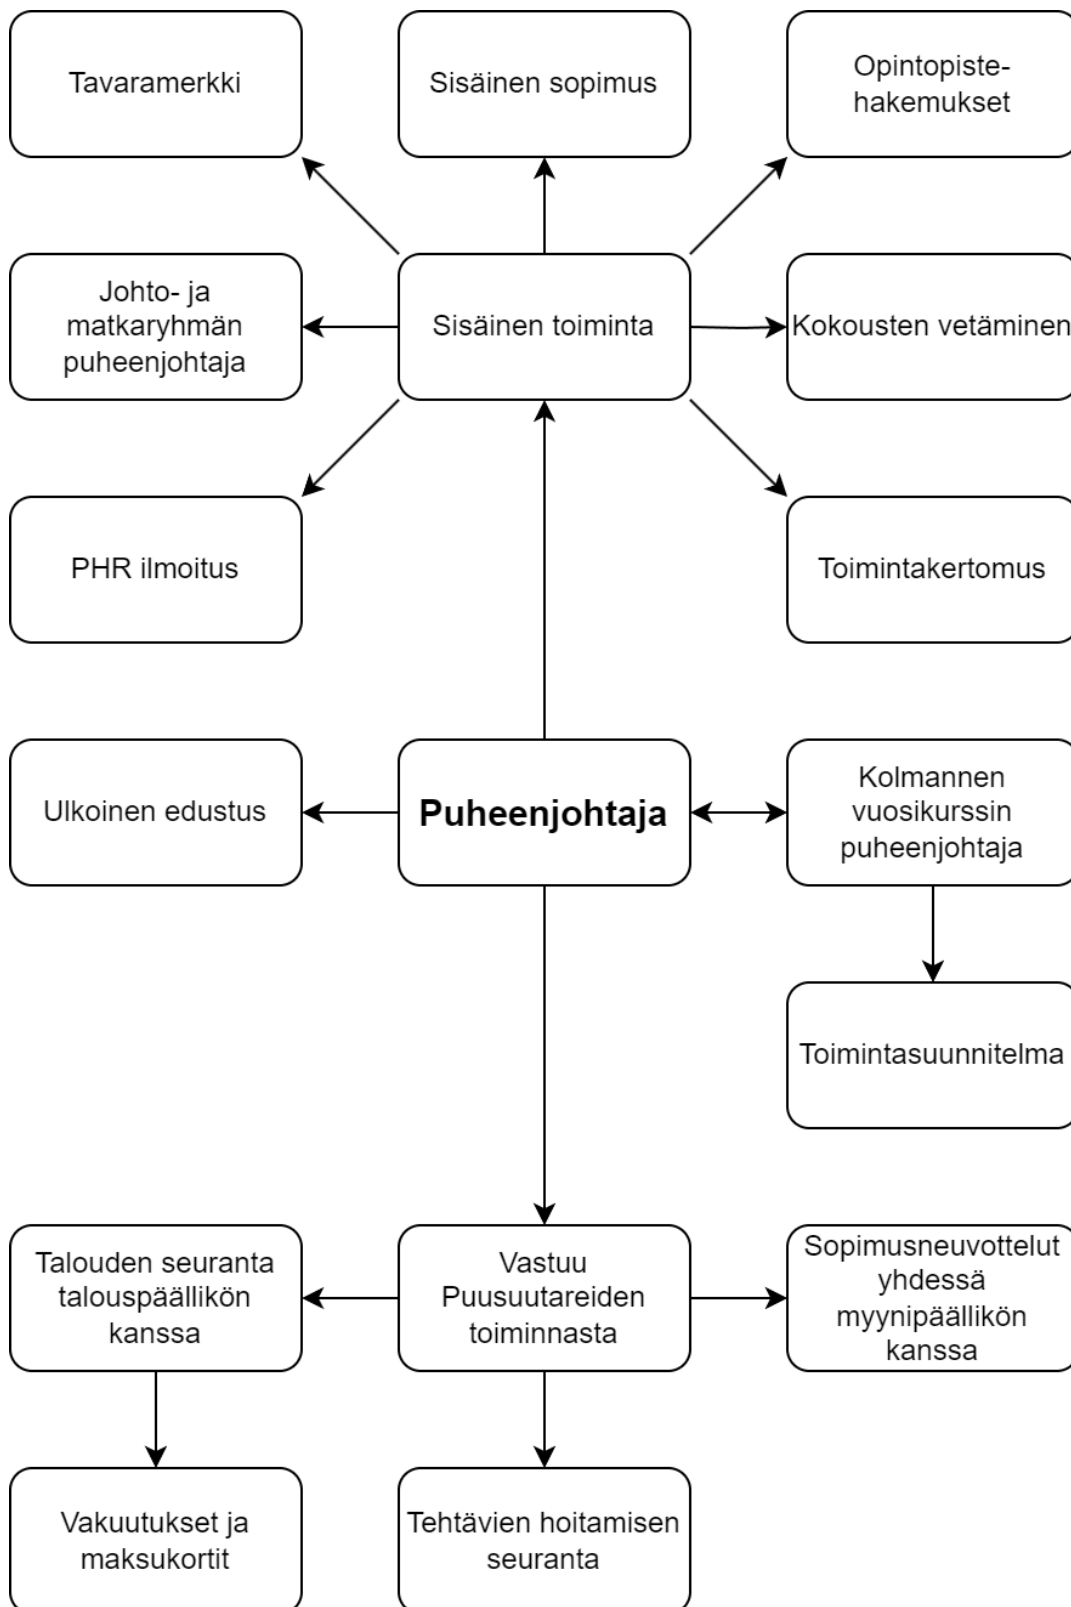 Tavaramerkki
Sisäinen sopimus
Opintopiste-
hakemukset
Johto- ja
matkaryhmän
puheenjohtaja
Sisäinen toiminta
Kokousten vetäminen
PHR ilmoitus
Toimintakertomus
Ulkoinen edustus
Puheenjohtaja
Kolmannen
vuosikurssin
puheenjohtaja
Toimintasuunnitelma
Talouden seuranta
talouspäällikön
kanssa
Vastuu
Puusuutareiden
toiminnasta
Sopimusneuvottelut
yhdessä
myynipäällikön
kanssa
Vakuutukset ja
maksukortit
Tehtävien hoitamisen
seuranta